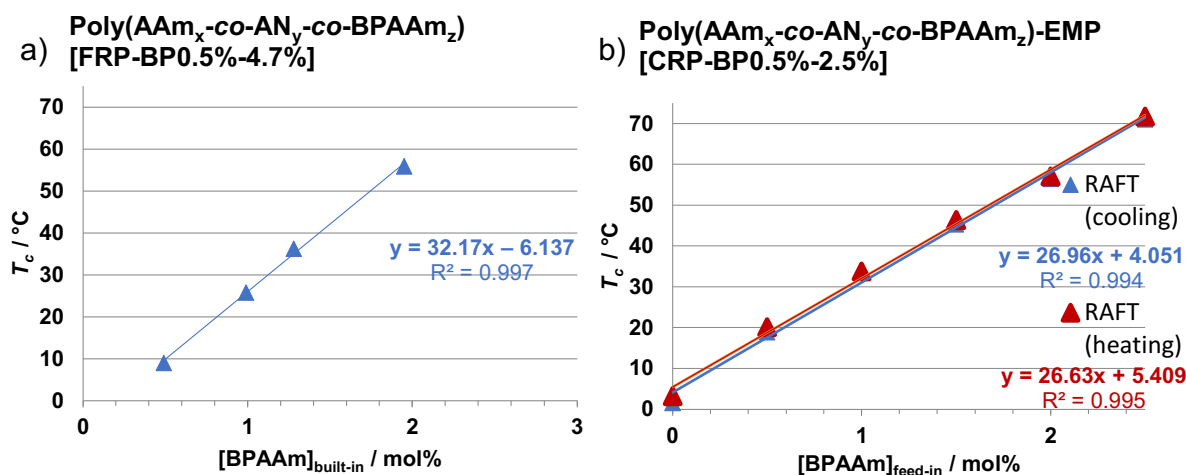 a)
Poly(AAmx-co-ANy-co-BPAAmz)
[FRP-BP0.5%-4.7%]
70
60
50
40
30
20
10
0
Tc / °C
y = 32.17x – 6.137
R² = 0.997
0 1 2 3
[BPAAm]built-in / mol%
b)
Poly(AAmx-co-ANy-co-BPAAmz)-EMP
[CRP-BP0.5%-2.5%]
70
60
50
40
30
20
10
0
Tc / °C
RAFT
(cooling)
y = 26.96x + 4.051
R² = 0.994
RAFT
(heating)
y = 26.63x + 5.409
R² = 0.995
0 1 2
[BPAAm]feed-in / mol%